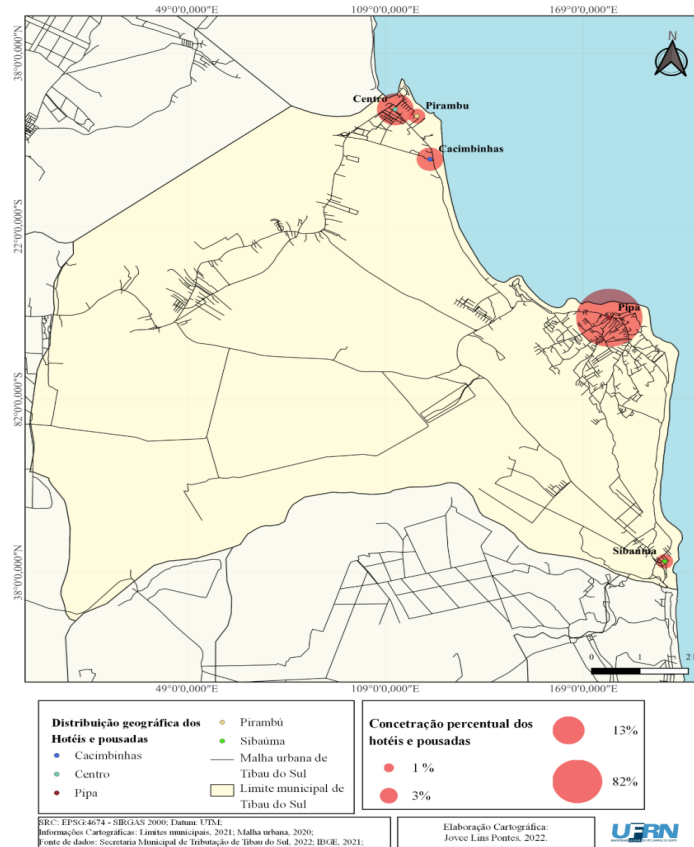 49°0'0,000"E
109°0'0,000"E
169°0'0,000"E
38°0'0,000"N
22°0'0,000"S
82°0'0,000"S
38°0'0,000"N
N
Centro
Pirambu
Cacimbinhas
Pipa
Sibaúma
0 1 2
49°0'0,000"E
109°0'0,000"E
169°0'0,000"E
Distribuição geográfica dos
Hotéis e pousadas
Cacimbinhas
Centro
Pipa
Pirambú
Sibaúma
Malha urbana de
Tibau do Sul
Limite municipal de
Tibau do Sul
Concetração percentual dos
hotéis e pousadas
1 %
3%
13%
82%
SRC: EPSG:4674 - SIRGAS 2000; Datum: UTM;
Informações Cartográficas: Limites municipais, 2021; Malha urbana, 2020;
Fonte de dados: Secretaria Municipal de Tributação de Tibau do Sul, 2022; IBGE, 2021;
Elaboração Cartográfica:
Joyce Lins Pontes, 2022.
UFRN